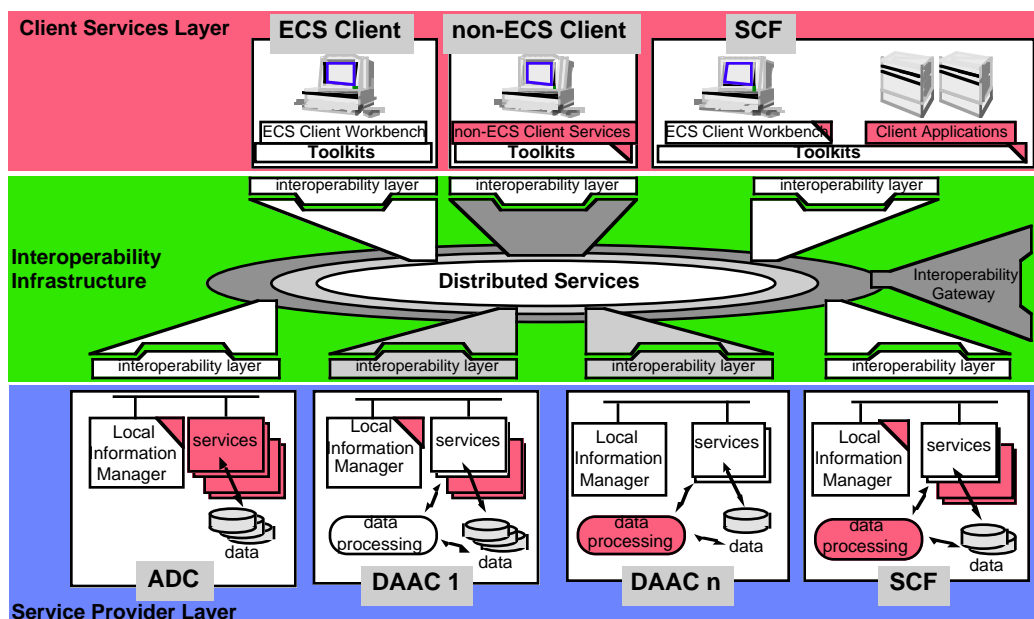 Client Services Layer
ECS Client
non-ECS Client
SCF
ECS Client Workbench
Toolkits
non-ECS Client Services
Toolkits
ECS Client Workbench
Client Applications
Toolkits
interoperability layer
interoperability layer
interoperability layer
Interoperability
Infrastructure
Distributed Services
Interoperability
Gateway
interoperability layer
interoperability layer
interoperability layer
interoperability layer
Local
Information
Manager
services
data
ADC
Local
Information
Manager
services
data
processing
data
DAAC 1
Local
Information
Manager
services
data
processing
data
DAAC n
Local
Information
Manager
services
data
processing
data
SCF
Service Provider Layer